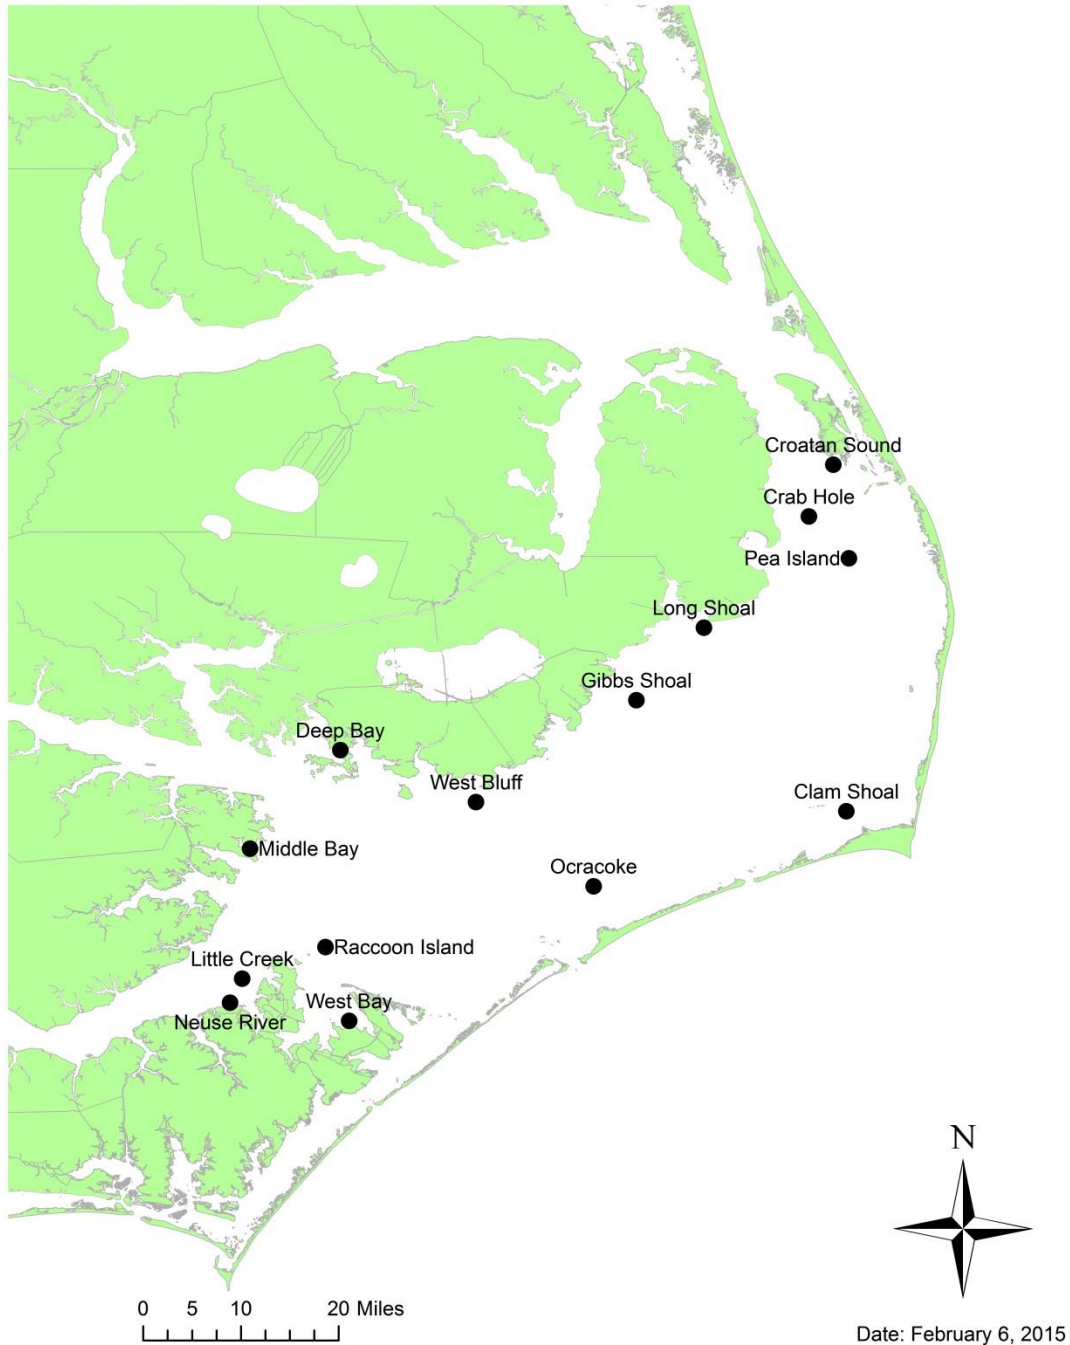 Croatan Sound
Crab Hole
Pea Island
Long Shoal
Gibbs Shoal
Deep Bay
West Bluff
Clam Shoal
Middle Bay
Ocracoke
Raccoon Island
Little Creek
West Bay
Neuse River
N
0 5 10 20 Miles
Date: February 6, 2015